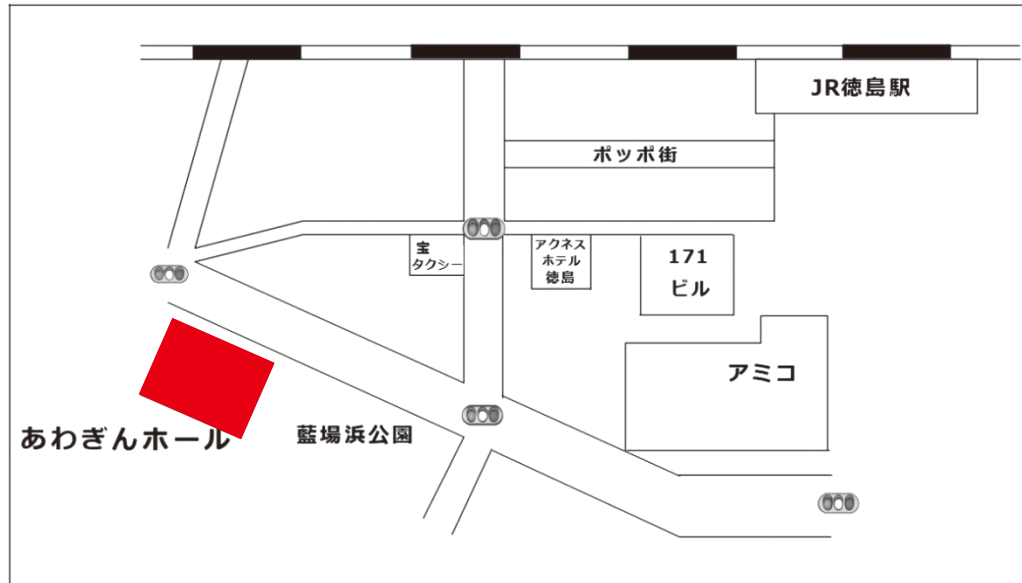 JR徳島駅
ポッポ街
宝
タクシー
アクネス
ホテル
徳島
171
ビル
アミコ
あわぎんホール
藍場浜公園